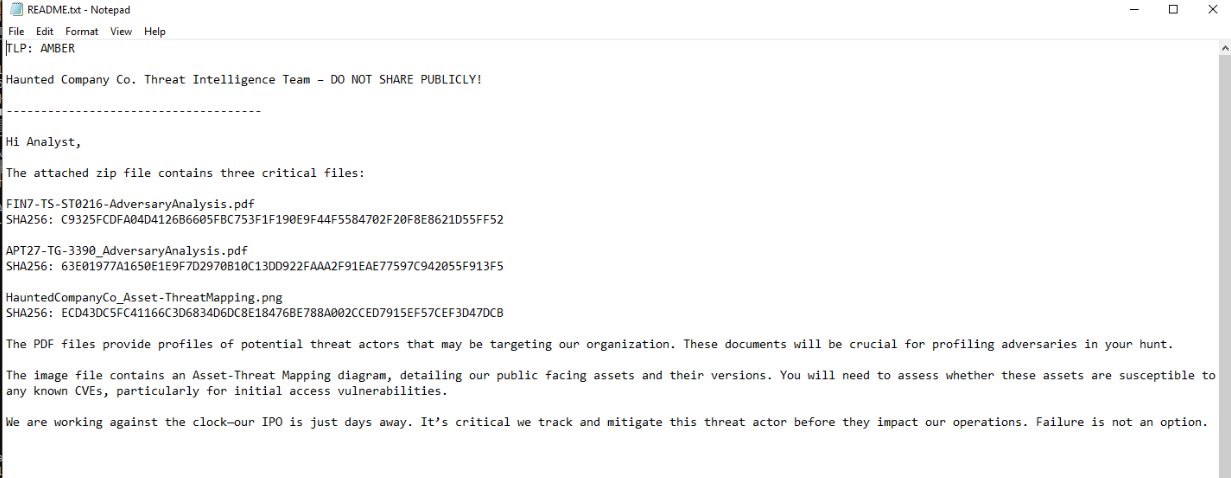 README.txt - Notepad
File Edit Format View Help
TLP: AMBER
Haunted Company Co. Threat Intelligence Team – DO NOT SHARE PUBLICLY!
-------------------------------------
Hi Analyst,
The attached zip file contains three critical files:
FIN7-TS-ST0216-AdversaryAnalysis.pdf
SHA256: C9325FCDFA04D4126B6605FBC753F1F190E9F44F5584702F20F8E8621D55FF52
APT27-TG-3390_AdversaryAnalysis.pdf
SHA256: 63E01977A1650E1E9F7D2970B10C13DD922FAAA2F91EAE77597C942055F913F5
HauntedCompanyCo_Asset-ThreatMapping.png
SHA256: ECD43DC5FC41166C3D6834D6DC8E18476BE788A002CCED7915EF57CEF3D47DCB
The PDF files provide profiles of potential threat actors that may be targeting our organization. These documents will be crucial for profiling adversaries in your hunt.
The image file contains an Asset-Threat Mapping diagram, detailing our public facing assets and their versions. You will need to assess whether these assets are susceptible to
any known CVEs, particularly for initial access vulnerabilities.
We are working against the clock—our IPO is just days away. It’s critical we track and mitigate this threat actor before they impact our operations. Failure is not an option.